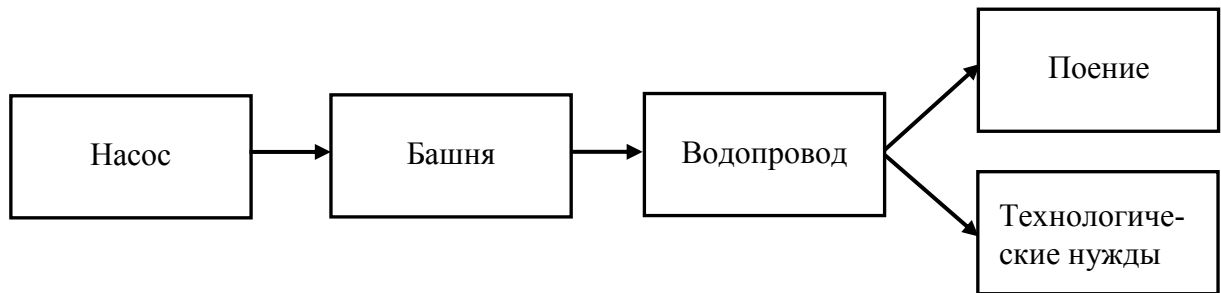 Насос
Башня
Водопровод
Поение
Технологиче-
ские нужды